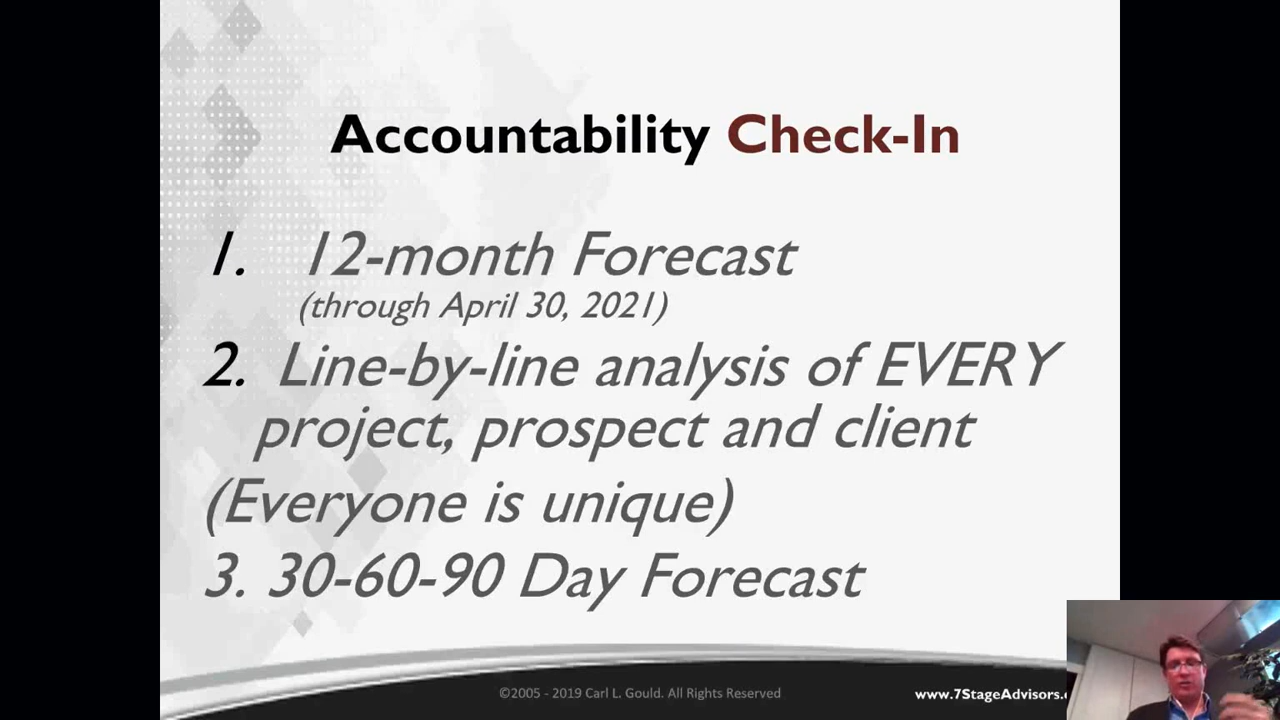 Accountability Check-In
1. 12-month Forecast
(through April 30, 2021)
2. Line-by-line analysis of EVERY
project, prospect and client
(Everyone is unique)
3. 30-60-90 Day Forecast
©2005 - 2019 Carl L. Gould. All Rights Reserved
www.7StageAdvisors.